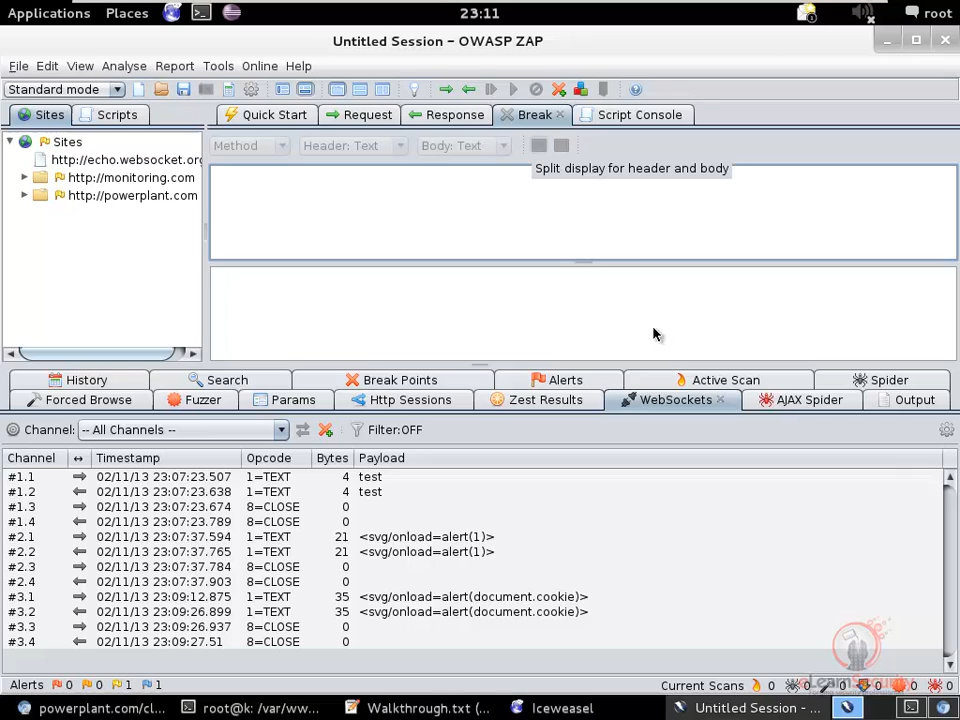 Applications Places 23:11 root
Untitled Session - OWASP ZAP
File Edit View Analyse Report Tools Online Help
Standard mode
Sites Scripts Quick Start Request Response Break Script Console
Sites
http://echo.websocket.org
http://monitoring.com
http://powerplant.com
Method Header: Text Body: Text
Split display for header and body
History Search Break Points Alerts Active Scan Spider
Forced Browse Fuzzer Params Http Sessions Zest Results WebSockets AJAX Spider Output
Channel: -- All Channels -- Filter:OFF
Channel ↔ Timestamp Opcode Bytes Payload
#1.1 ⇒ 02/11/13 23:07:23.507 1=TEXT 4 test
#1.2 ⇐ 02/11/13 23:07:23.638 1=TEXT 4 test
#1.3 ⇒ 02/11/13 23:07:23.674 8=CLOSE 0
#1.4 ⇐ 02/11/13 23:07:23.789 8=CLOSE 0
#2.1 ⇒ 02/11/13 23:07:37.594 1=TEXT 21 <svg/onload=alert(1)>
#2.2 ⇐ 02/11/13 23:07:37.765 1=TEXT 21 <svg/onload=alert(1)>
#2.3 ⇒ 02/11/13 23:07:37.784 8=CLOSE 0
#2.4 ⇐ 02/11/13 23:07:37.903 8=CLOSE 0
#3.1 ⇒ 02/11/13 23:09:12.875 1=TEXT 35 <svg/onload=alert(document.cookie)>
#3.2 ⇐ 02/11/13 23:09:26.899 1=TEXT 35 <svg/onload=alert(document.cookie)>
#3.3 ⇒ 02/11/13 23:09:26.937 8=CLOSE 0
#3.4 ⇐ 02/11/13 23:09:27.51 8=CLOSE 0
eLearnSecurity
Alerts 0 0 1 1 Current Scans 0 0 0 0 0 0
powerplant.com/cl... root@k: /var/ww... Walkthrough.txt (... Iceweasel Untitled Session - ...